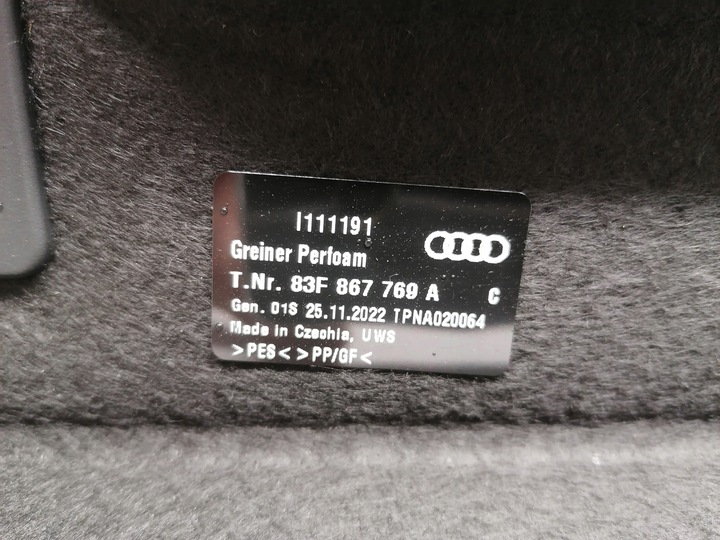 I111191
Greiner Perfoam
T.Nr. 83F 867 769 A C
Gen. 01S 25.11.2022 TPNA020064
Made in Czechia, UWS
>PES< >PP/GF<